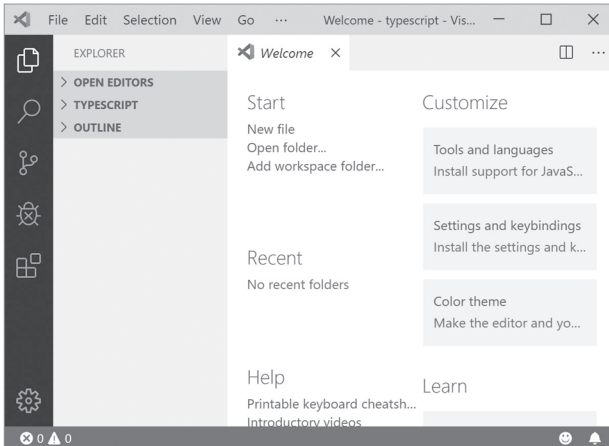 File Edit Selection View Go ··· Welcome - typescript - Vis...
EXPLORER
OPEN EDITORS
TYPESCRIPT
OUTLINE
Welcome
Start
New file
Open folder...
Add workspace folder...
Recent
No recent folders
Help
Printable keyboard cheatsh...
Introductory videos
Customize
Tools and languages
Install support for JavaS...
Settings and keybindings
Install the settings and k...
Color theme
Make the editor and yo...
Learn
0 0